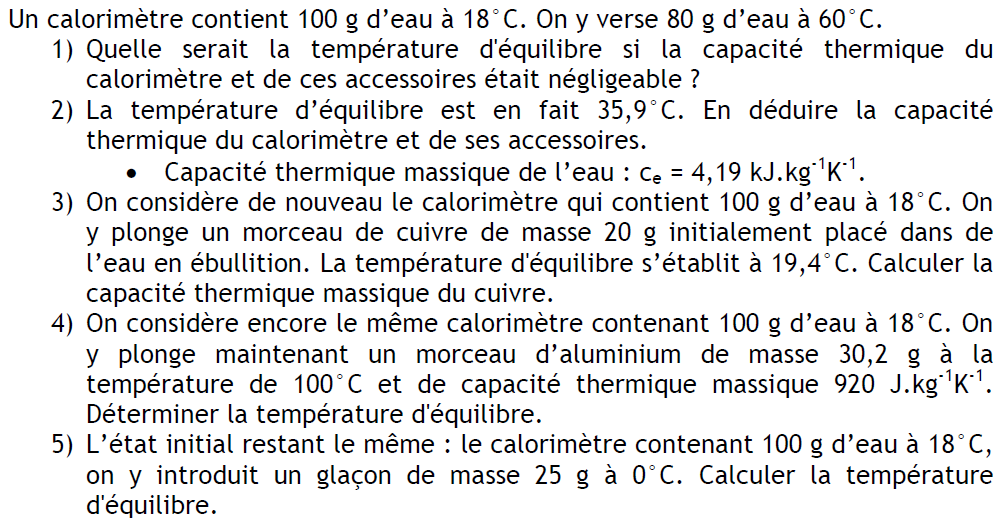 Un calorimètre contient 100 g d’eau à 18°C. On y verse 80 g d’eau à 60°C.
1) Quelle serait la température d'équilibre si la capacité thermique du
calorimètre et de ces accessoires était négligeable ?
2) La température d’équilibre est en fait 35,9°C. En déduire la capacité
thermique du calorimètre et de ses accessoires.
• Capacité thermique massique de l’eau : cₑ = 4,19 kJ.kg⁻¹K⁻¹.
3) On considère de nouveau le calorimètre qui contient 100 g d’eau à 18°C. On
y plonge un morceau de cuivre de masse 20 g initialement placé dans de
l’eau en ébullition. La température d'équilibre s’établit à 19,4°C. Calculer la
capacité thermique massique du cuivre.
4) On considère encore le même calorimètre contenant 100 g d’eau à 18°C. On
y plonge maintenant un morceau d’aluminium de masse 30,2 g à la
température de 100°C et de capacité thermique massique 920 J.kg⁻¹K⁻¹.
Déterminer la température d'équilibre.
5) L’état initial restant le même : le calorimètre contenant 100 g d’eau à 18°C,
on y introduit un glaçon de masse 25 g à 0°C. Calculer la température
d'équilibre.